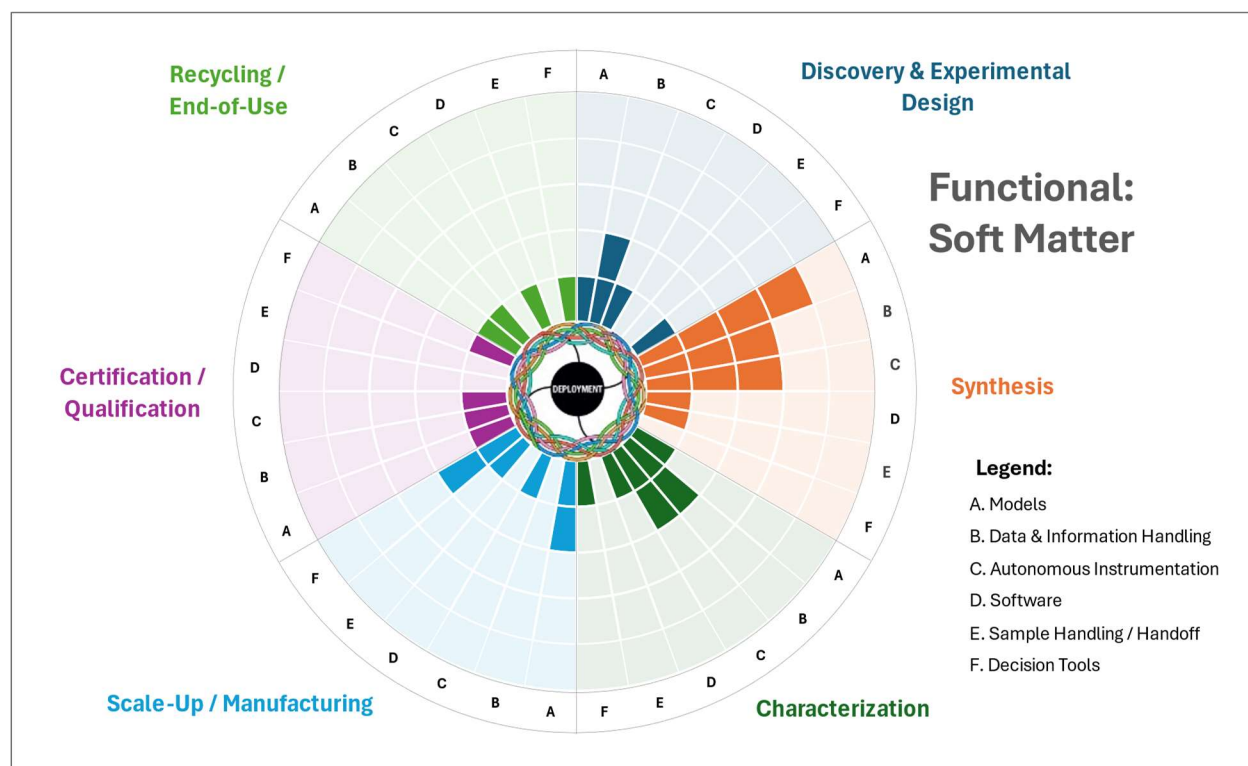 Recycling /
End-of-Use
Discovery & Experimental
Design
Functional:
Soft Matter
A
B
C
D
E
F
A
B
C
D
E
F
A
B
C
D
E
F
A
B
C
D
E
F
A
B
C
D
E
F
A
B
C
D
E
F
Certification /
Qualification
DEPLOYMENT
Synthesis
Legend:
A. Models
B. Data & Information Handling
C. Autonomous Instrumentation
D. Software
E. Sample Handling / Handoff
F. Decision Tools
Scale-Up / Manufacturing
Characterization